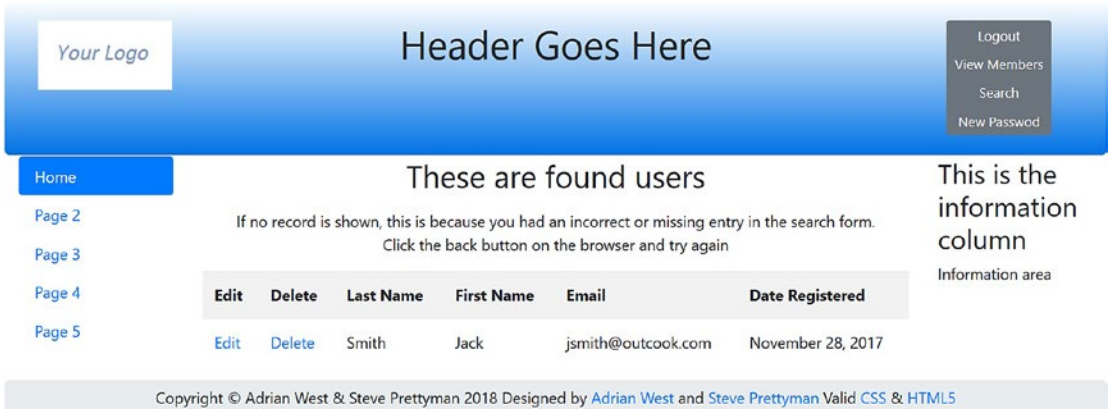 Your Logo
Header Goes Here
Logout
View Members
Search
New Passwod
Home
Page 2
Page 3
Page 4
Page 5
These are found users
If no record is shown, this is because you had an incorrect or missing entry in the search form.
Click the back button on the browser and try again
Edit Delete Last Name First Name Email Date Registered
Edit Delete Smith Jack jsmith@outcook.com November 28, 2017
This is the
information
column
Information area
Copyright © Adrian West & Steve Prettyman 2018 Designed by Adrian West and Steve Prettyman Valid CSS & HTML5